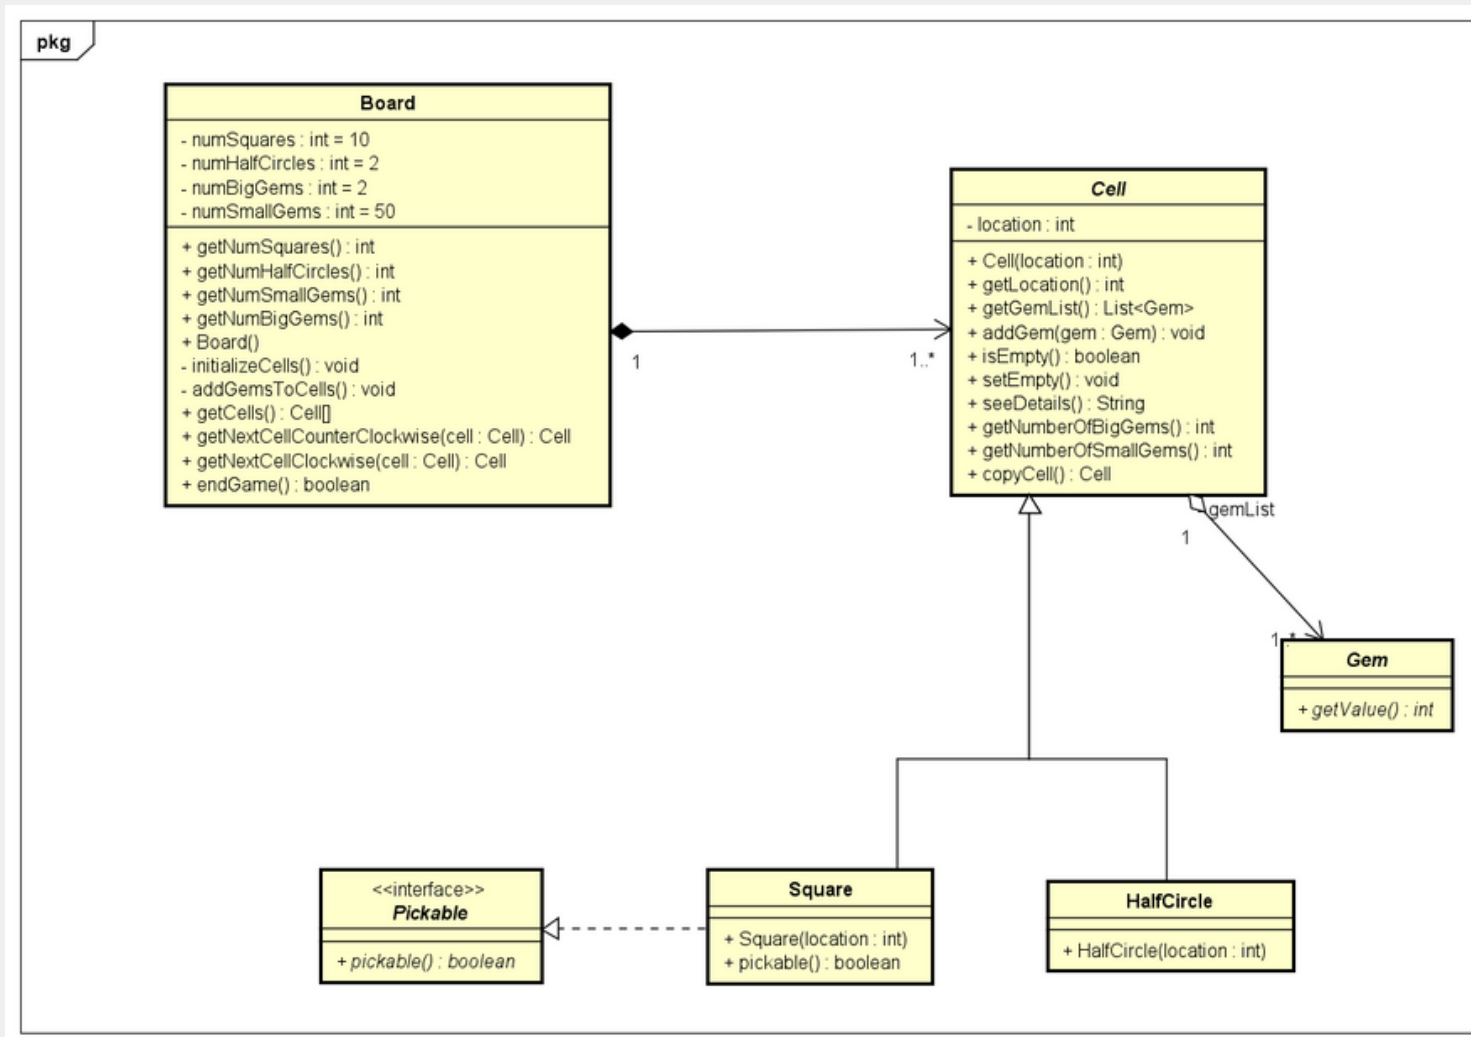 pkg
Board
- numSquares : int = 10
- numHalfCircles : int = 2
- numBigGems : int = 2
- numSmallGems : int = 50
+ getNumSquares() : int
+ getNumHalfCircles() : int
+ getNumSmallGems() : int
+ getNumBigGems() : int
+ Board()
- initializeCells() : void
- addGemsToCells() : void
+ getCells() : Cell[]
+ getNextCellCounterClockwise(cell : Cell) : Cell
+ getNextCellClockwise(cell : Cell) : Cell
+ endGame() : boolean
1
1..*
Cell
- location : int
+ Cell(location : int)
+ getLocation() : int
+ getGemList() : List<Gem>
+ addGem(gem : Gem) : void
+ isEmpty() : boolean
+ setEmpty() : void
+ seeDetails() : String
+ getNumberOfBigGems() : int
+ getNumberOfSmallGems() : int
+ copyCell() : Cell
-gemList
1
1..*
Gem
+ getValue() : int
<<interface>>
Pickable
+ pickable() : boolean
Square
+ Square(location : int)
+ pickable() : boolean
HalfCircle
+ HalfCircle(location : int)